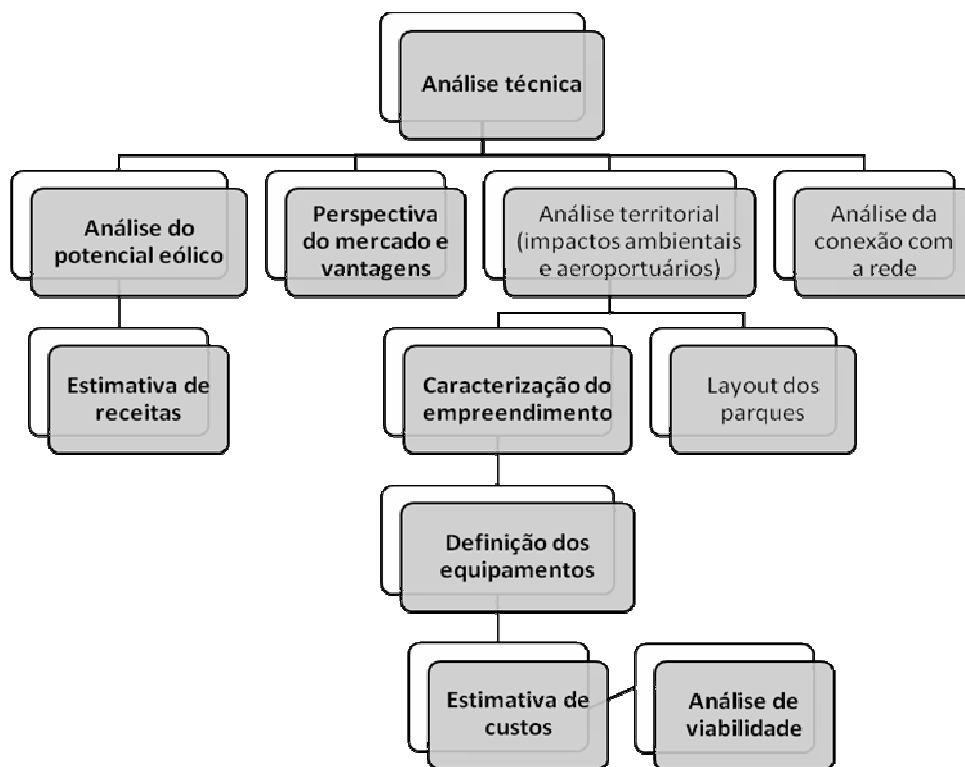 Análise técnica
Análise do
potencial eólico
Perspectiva
do mercado e
vantagens
Análise territorial
(impactos ambientais
e aeroportuários)
Análise da
conexão com
a rede
Estimativa de
receitas
Caracterização do
empreendimento
Layout dos
parques
Definição dos
equipamentos
Estimativa de
custos
Análise de
viabilidade